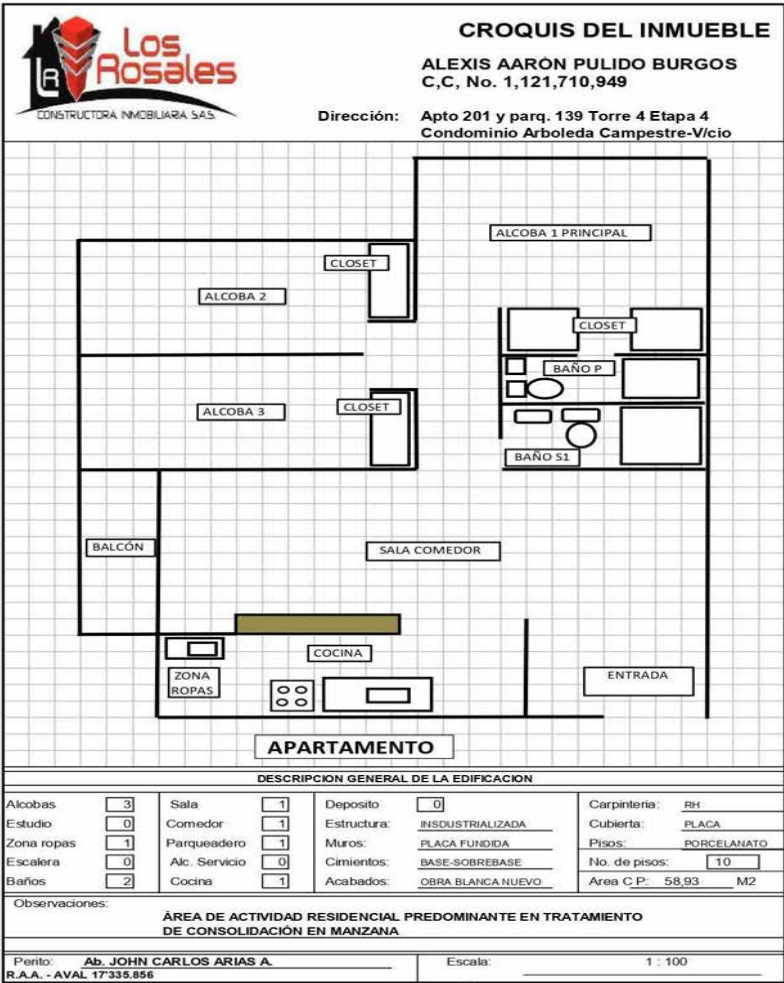 Los
Rosales
LR
CONSTRUCTORA INMOBILIARIA S.A.S.
CROQUIS DEL INMUEBLE
ALEXIS AARÓN PULIDO BURGOS
C,C, No. 1,121,710,949
Dirección: Apto 201 y parq. 139 Torre 4 Etapa 4
Condominio Arboleda Campestre-V/cio
ALCOBA 1 PRINCIPAL
CLOSET
ALCOBA 2
CLOSET
BAÑO P
ALCOBA 3
CLOSET
BAÑO S1
BALCÓN
SALA COMEDOR
COCINA
ZONA
ROPAS
ENTRADA
APARTAMENTO
DESCRIPCION GENERAL DE LA EDIFICACION
Alcobas 3 Sala 1 Deposito 0 Carpinteria: RH
Estudio 0 Comedor 1 Estructura: INSDUSTRIALIZADA Cubierta: PLACA
Zona ropas 1 Parqueadero 1 Muros: PLACA FUNDIDA Pisos: PORCELANATO
Escalera 0 Alc. Servicio 0 Cimientos: BASE-SOBREBASE No. de pisos: 10
Baños 2 Cocina 1 Acabados: OBRA BLANCA NUEVO Area C P: 58,93 M2
Observaciones:
ÁREA DE ACTIVIDAD RESIDENCIAL PREDOMINANTE EN TRATAMIENTO
DE CONSOLIDACIÓN EN MANZANA
Perito: Ab. JOHN CARLOS ARIAS A. Escala: 1 : 100
R.A.A. - AVAL 17'335.856